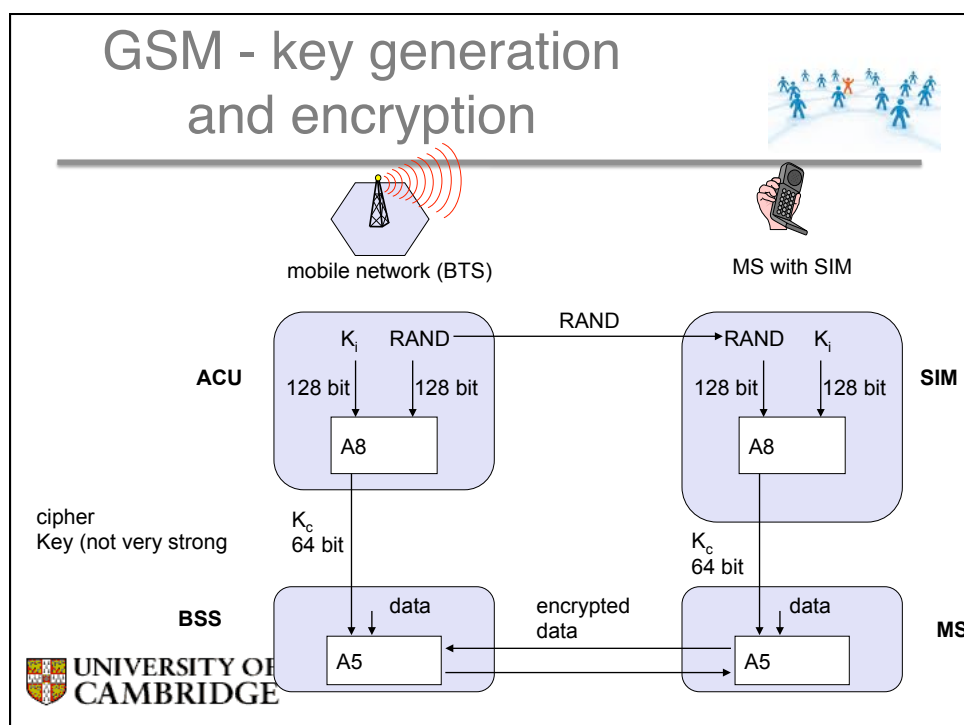 GSM - key generation
and encryption
mobile network (BTS)
MS with SIM
RAND
Ki RAND
RAND Ki
ACU
128 bit 128 bit
128 bit 128 bit
SIM
A8
A8
cipher
Key (not very strong
Kc
64 bit
Kc
64 bit
BSS
data
encrypted
data
data
MS
A5
A5
UNIVERSITY OF
CAMBRIDGE